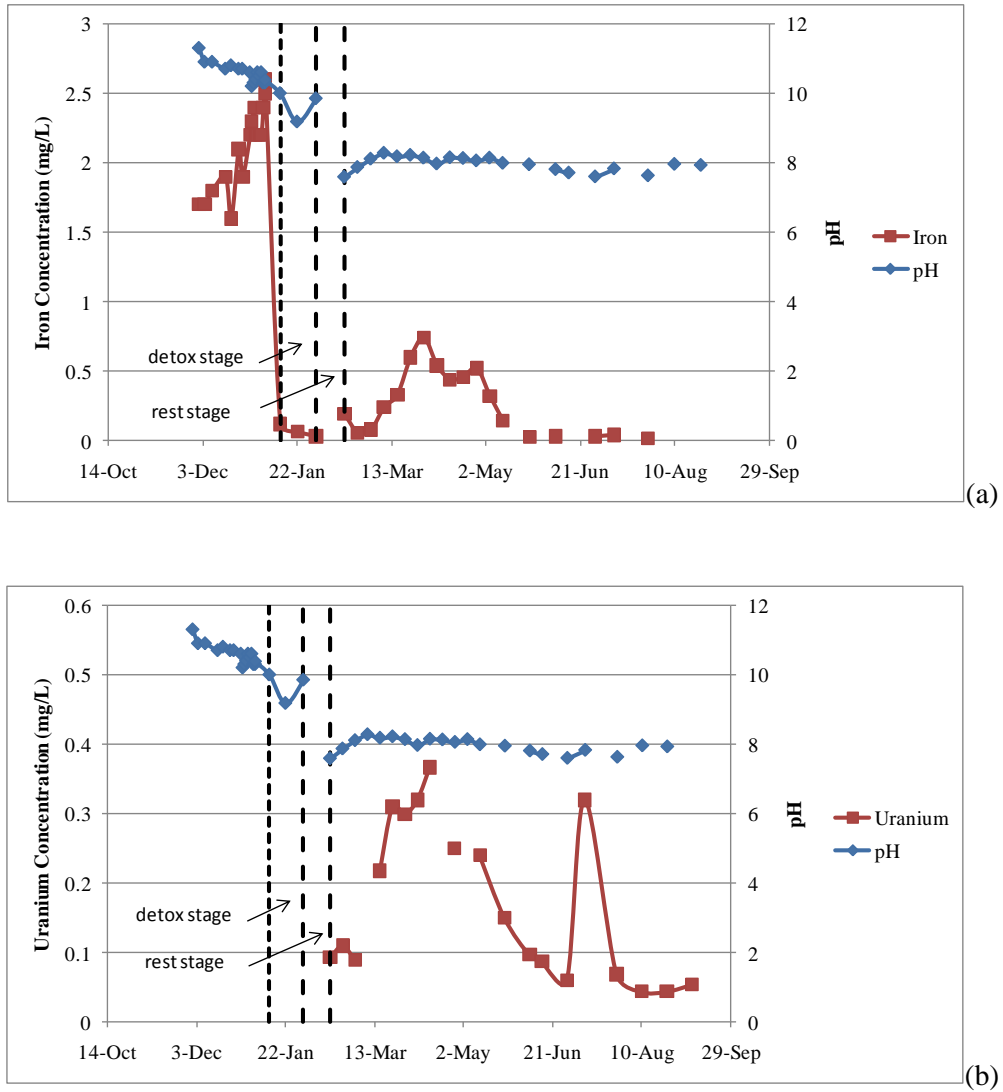 3
2.5
2
1.5
1
0.5
0
Iron Concentration (mg/L)
12
10
8
6
4
2
0
pH
detox stage
rest stage
14-Oct 3-Dec 22-Jan 13-Mar 2-May 21-Jun 10-Aug 29-Sep
Iron
pH
(a)
0.6
0.5
0.4
0.3
0.2
0.1
0
Uranium Concentration (mg/L)
12
10
8
6
4
2
0
pH
detox stage
rest stage
14-Oct 3-Dec 22-Jan 13-Mar 2-May 21-Jun 10-Aug 29-Sep
Uranium
pH
(b)